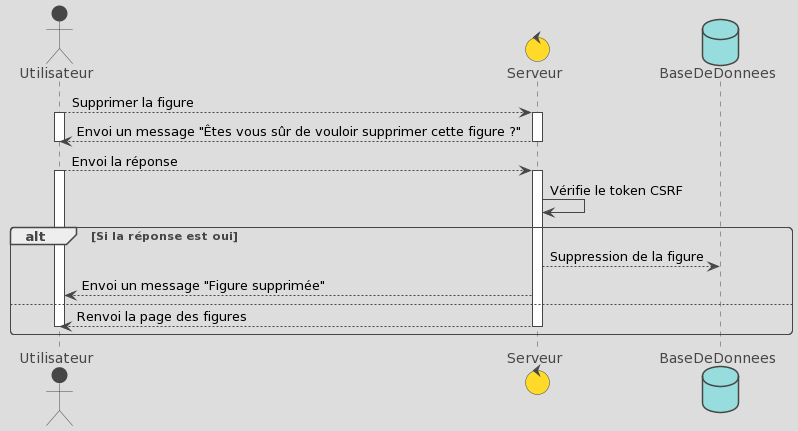 Utilisateur
Serveur
BaseDeDonnees
Supprimer la figure
Envoi un message "Êtes vous sûr de vouloir supprimer cette figure ?"
Envoi la réponse
Vérifie le token CSRF
alt [Si la réponse est oui]
Suppression de la figure
Envoi un message "Figure supprimée"
Renvoi la page des figures
Utilisateur
Serveur
BaseDeDonnees